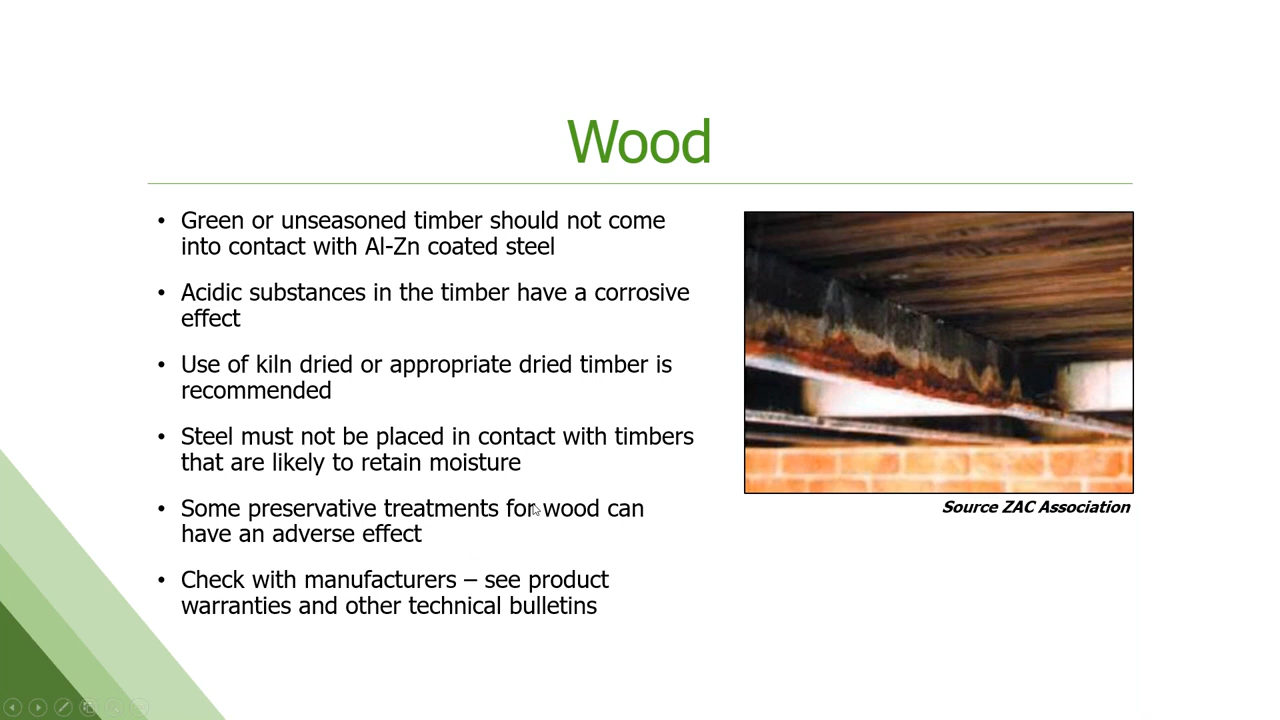 Wood
• Green or unseasoned timber should not come
into contact with Al-Zn coated steel
• Acidic substances in the timber have a corrosive
effect
• Use of kiln dried or appropriate dried timber is
recommended
• Steel must not be placed in contact with timbers
that are likely to retain moisture
• Some preservative treatments for wood can
have an adverse effect
• Check with manufacturers – see product
warranties and other technical bulletins
Source ZAC Association